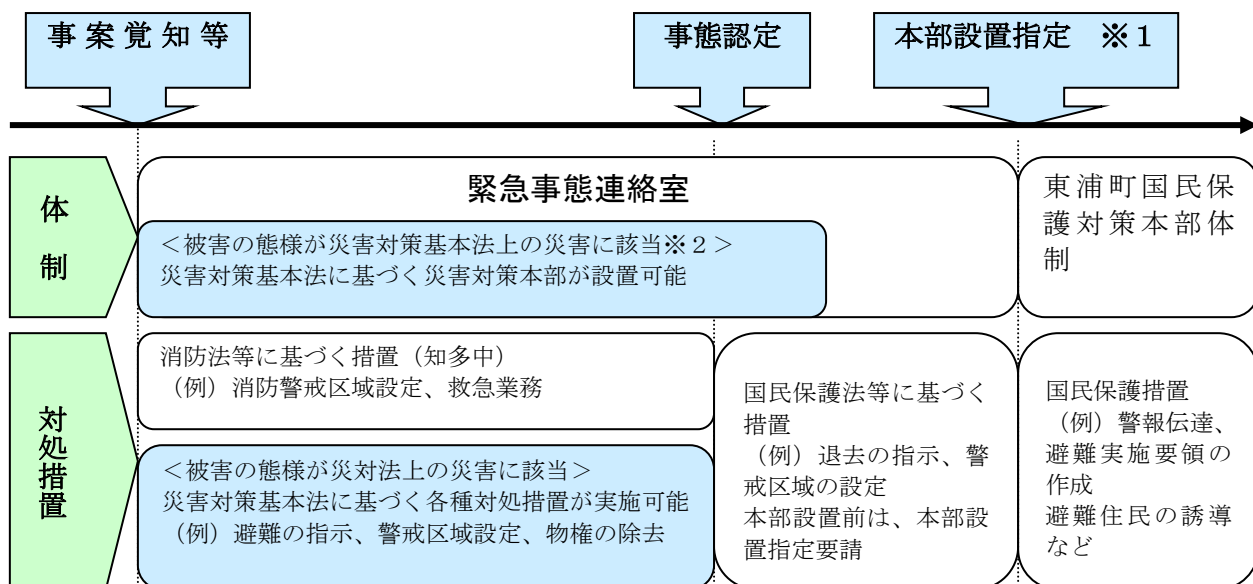 事案覚知等
事態認定
本部設置指定 ※１
体制
緊急事態連絡室
＜被害の態様が災害対策基本法上の災害に該当※２＞
災害対策基本法に基づく災害対策本部が設置可能
東浦町国民保
護対策本部体
制
対処措置
消防法等に基づく措置（知多中）
（例）消防警戒区域設定、救急業務
＜被害の態様が災対法上の災害に該当＞
災害対策基本法に基づく各種対処措置が実施可能
（例）避難の指示、警戒区域設定、物権の除去
国民保護法等に基づく
措置
（例）退去の指示、警
戒区域の設定
本部設置前は、本部設
置指定要請
国民保護措置
（例）警報伝達、
避難実施要領の
作成
避難住民の誘導
など